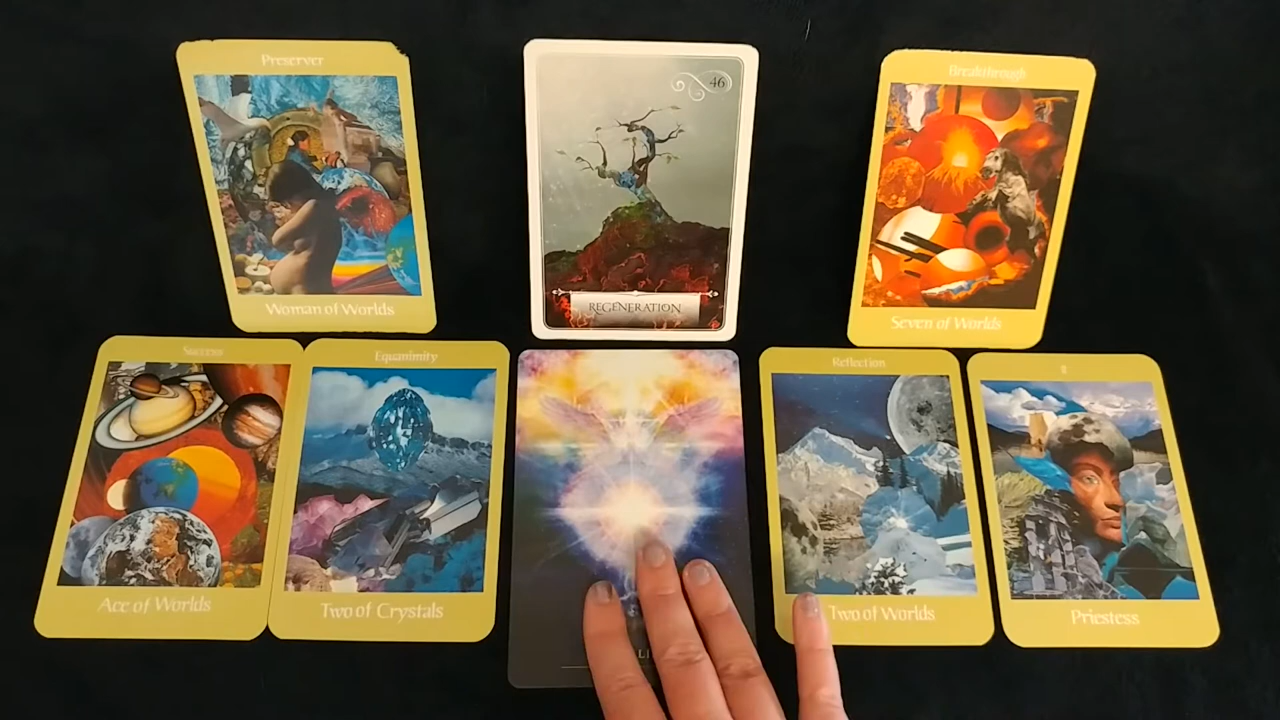 Preserver
Woman of Worlds
46
REGENERATION
Breakthrough
Seven of Worlds
Success
Ace of Worlds
Equanimity
Two of Crystals
Reflection
Two of Worlds
Priestess